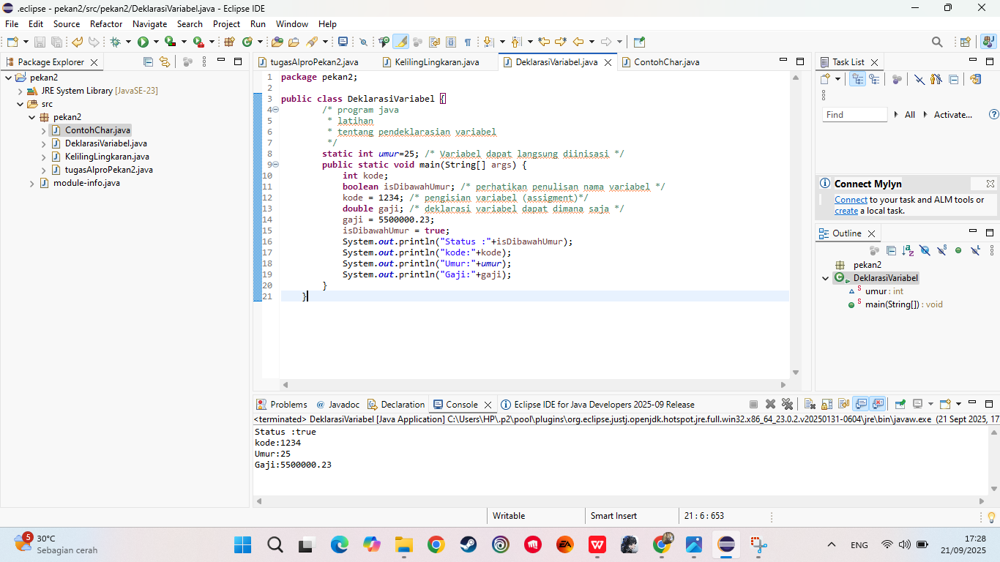 .eclipse - pekan2/src/pekan2/DeklarasiVariabel.java - Eclipse IDE
File Edit Source Refactor Navigate Search Project Run Window Help
Package Explorer
tugasAlproPekan2.java KelilingLingkaran.java DeklarasiVariabel.java ContohChar.java
Task List
pekan2
JRE System Library [JavaSE-23]
src
pekan2
ContohChar.java
DeklarasiVariabel.java
KelilingLingkaran.java
tugasAlproPekan2.java
module-info.java
1 package pekan2;
2
3 public class DeklarasiVariabel {
4 /* program java
5 * latihan
6 * tentang pendeklarasian variabel
7 */
8 static int umur=25; /* Variabel dapat langsung diinisasi */
9 public static void main(String[] args) {
10 int kode;
11 boolean isDibawahUmur; /* perhatikan penulisan nama variabel */
12 kode = 1234; /* pengisian variabel (assigment)*/
13 double gaji; /* deklarasi variabel dapat dimana saja */
14 gaji = 5500000.23;
15 isDibawahUmur = true;
16 System.out.println("Status :"+isDibawahUmur);
17 System.out.println("kode:"+kode);
18 System.out.println("Umur:"+umur);
19 System.out.println("Gaji:"+gaji);
20 }
21 }
Find All Activate...
Connect Mylyn
Connect to your task and ALM tools or
create a local task.
Outline
pekan2
DeklarasiVariabel
umur : int
main(String[]) : void
Problems Javadoc Declaration Console Eclipse IDE for Java Developers 2025-09 Release
<terminated> DeklarasiVariabel [Java Application] C:\Users\HP\.p2\pool\plugins\org.eclipse.justj.openjdk.hotspot.jre.full.win32.x86_64_23.0.2.v20250131-0604\jre\bin\javaw.exe (21 Sept 2025, 17
Status :true
kode:1234
Umur:25
Gaji:5500000.23
Writable Smart Insert 21 : 6 : 653
5
30°C
Sebagian cerah
ENG
17:28
21/09/2025